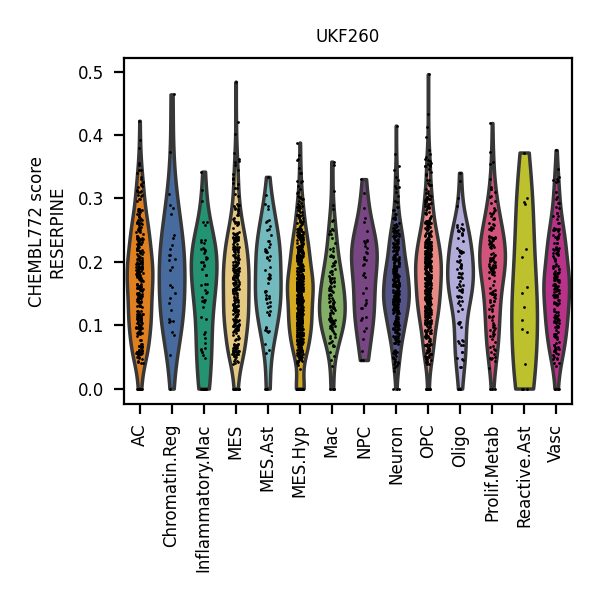 UKF260
CHEMBL772 score
RESERPINE
0.5
0.4
0.3
0.2
0.1
0.0
AC
Chromatin.Reg
Inflammatory.Mac
MES
MES.Ast
MES.Hyp
Mac
NPC
Neuron
OPC
Oligo
Prolif.Metab
Reactive.Ast
Vasc